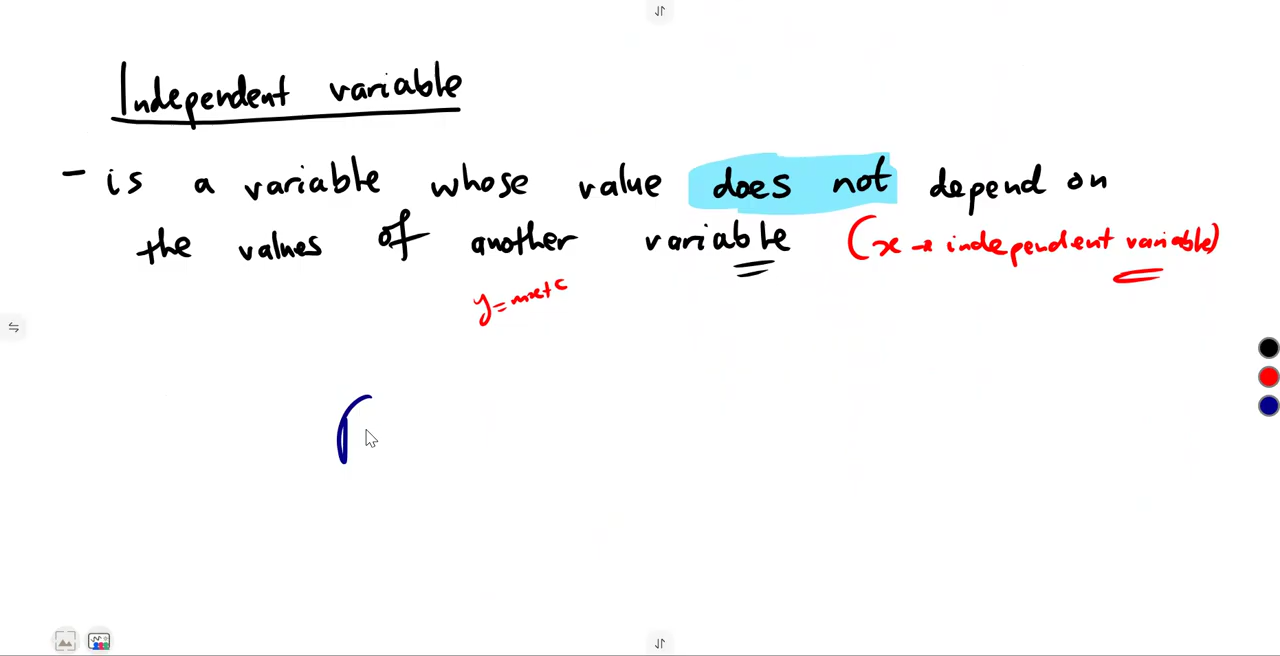 Independent variable
- is a variable whose value does not depend on
the values of another variable (x → independent variable)
y = mx + c